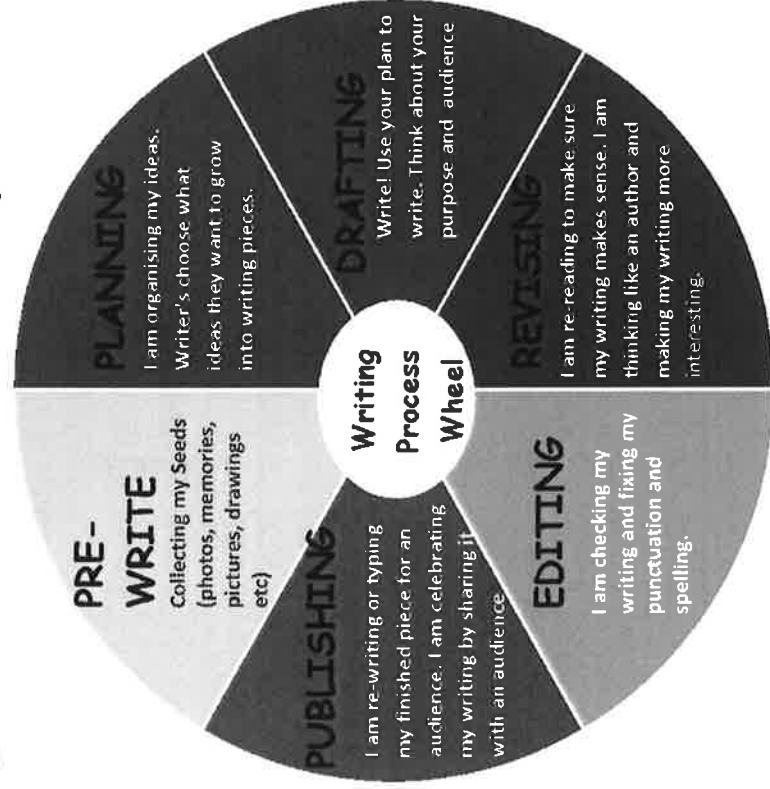 Writing
Process
Wheel
PRE-
WRITE
Collecting my Seeds
(photos, memories,
pictures, drawings
etc)
PLANNING
I am organising my ideas.
Writer's choose what
ideas they want to grow
into writing pieces.
DRAFTING
Write! Use your plan to
write. Think about your
purpose and audience
REVISING
I am re-reading to make sure
my writing makes sense. I am
thinking like an author and
making my writing more
interesting.
EDITING
I am checking my
writing and fixing my
punctuation and
spelling.
PUBLISHING
I am re-writing or typing
my finished piece for an
audience. I am celebrating
my writing by sharing it
with an audience